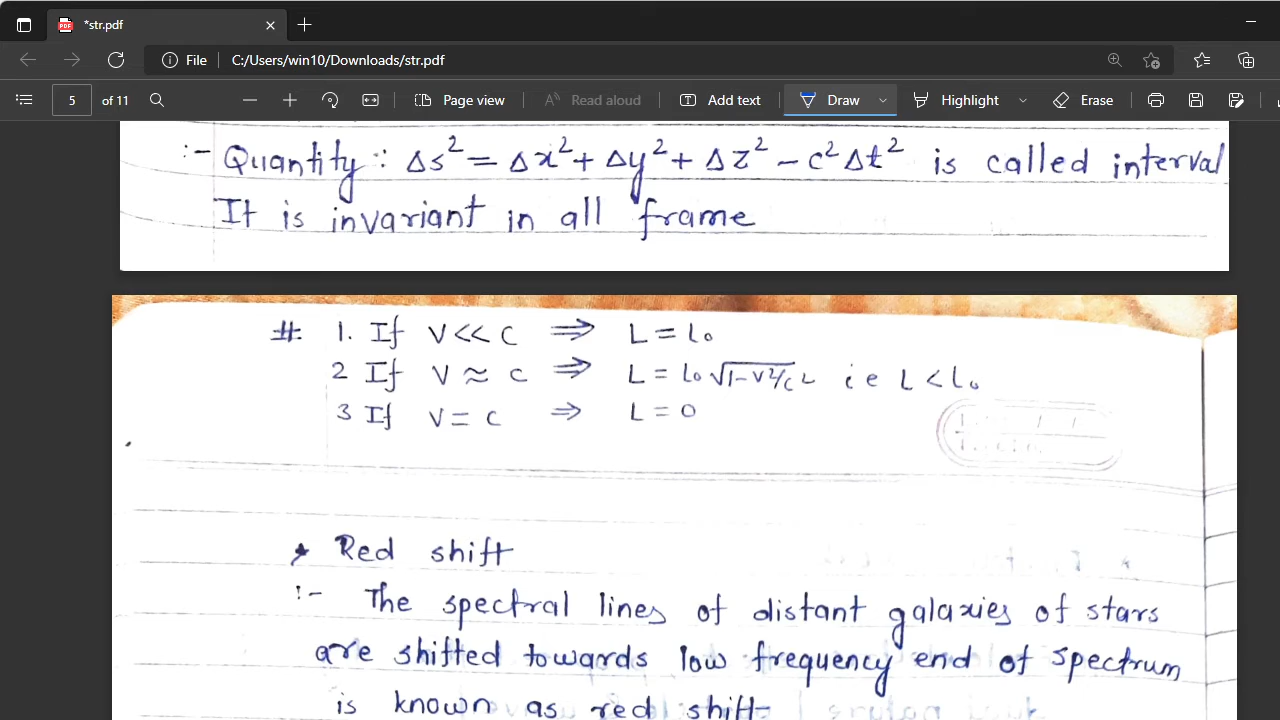 *str.pdf
File C:/Users/win10/Downloads/str.pdf
5 of 11 Page view Read aloud Add text Draw Highlight Erase
:- Quantity :: Δs² = Δx² + Δy² + Δz² - c²Δt² is called interval
It is invariant in all frame
# 1. If V << C ⇒ L = l₀
2 If V ≈ C ⇒ L = l₀ √1-V²/c² ie L < l₀
3 If V = C ⇒ L = 0
* Red shift
:- The spectral lines of distant galaxies of stars
are shifted towards low frequency end of spectrum
is known as red shift